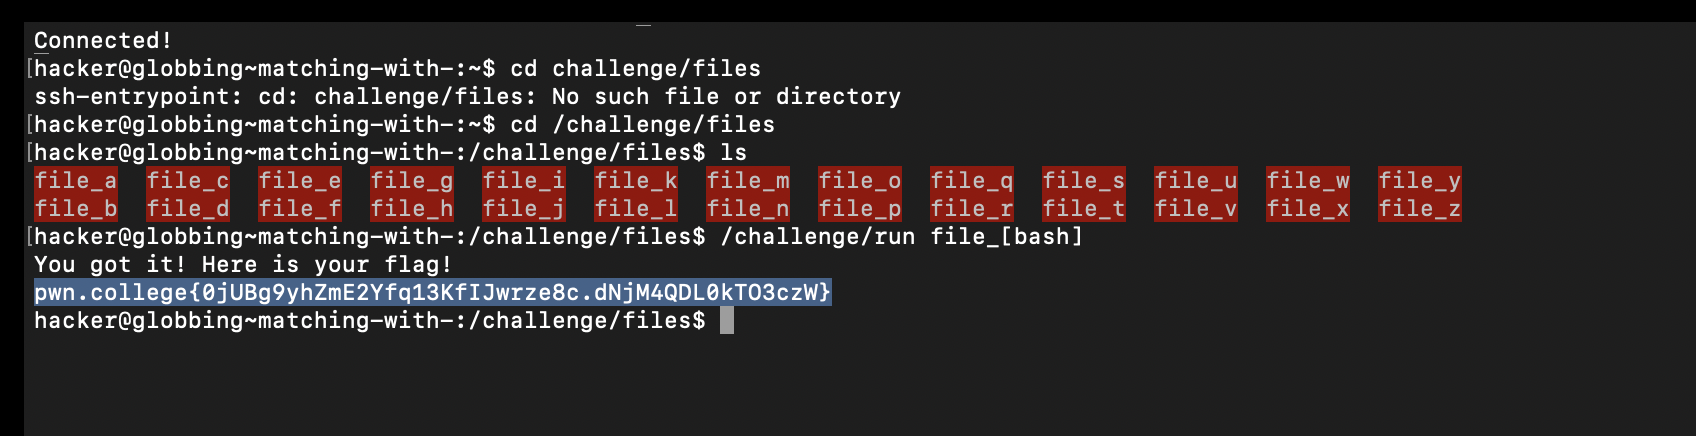 Connected!
[hacker@globbing~matching-with-:~$ cd challenge/files
ssh-entrypoint: cd: challenge/files: No such file or directory
[hacker@globbing~matching-with-:~$ cd /challenge/files
[hacker@globbing~matching-with-:/challenge/files$ ls
file_a file_c file_e file_g file_i file_k file_m file_o file_q file_s file_u file_w file_y
file_b file_d file_f file_h file_j file_l file_n file_p file_r file_t file_v file_x file_z
[hacker@globbing~matching-with-:/challenge/files$ /challenge/run file_[bash]
You got it! Here is your flag!
pwn.college{0jUBg9yhZmE2Yfq13KfIJwrze8c.dNjM4QDL0kTO3czW}
hacker@globbing~matching-with-:/challenge/files$